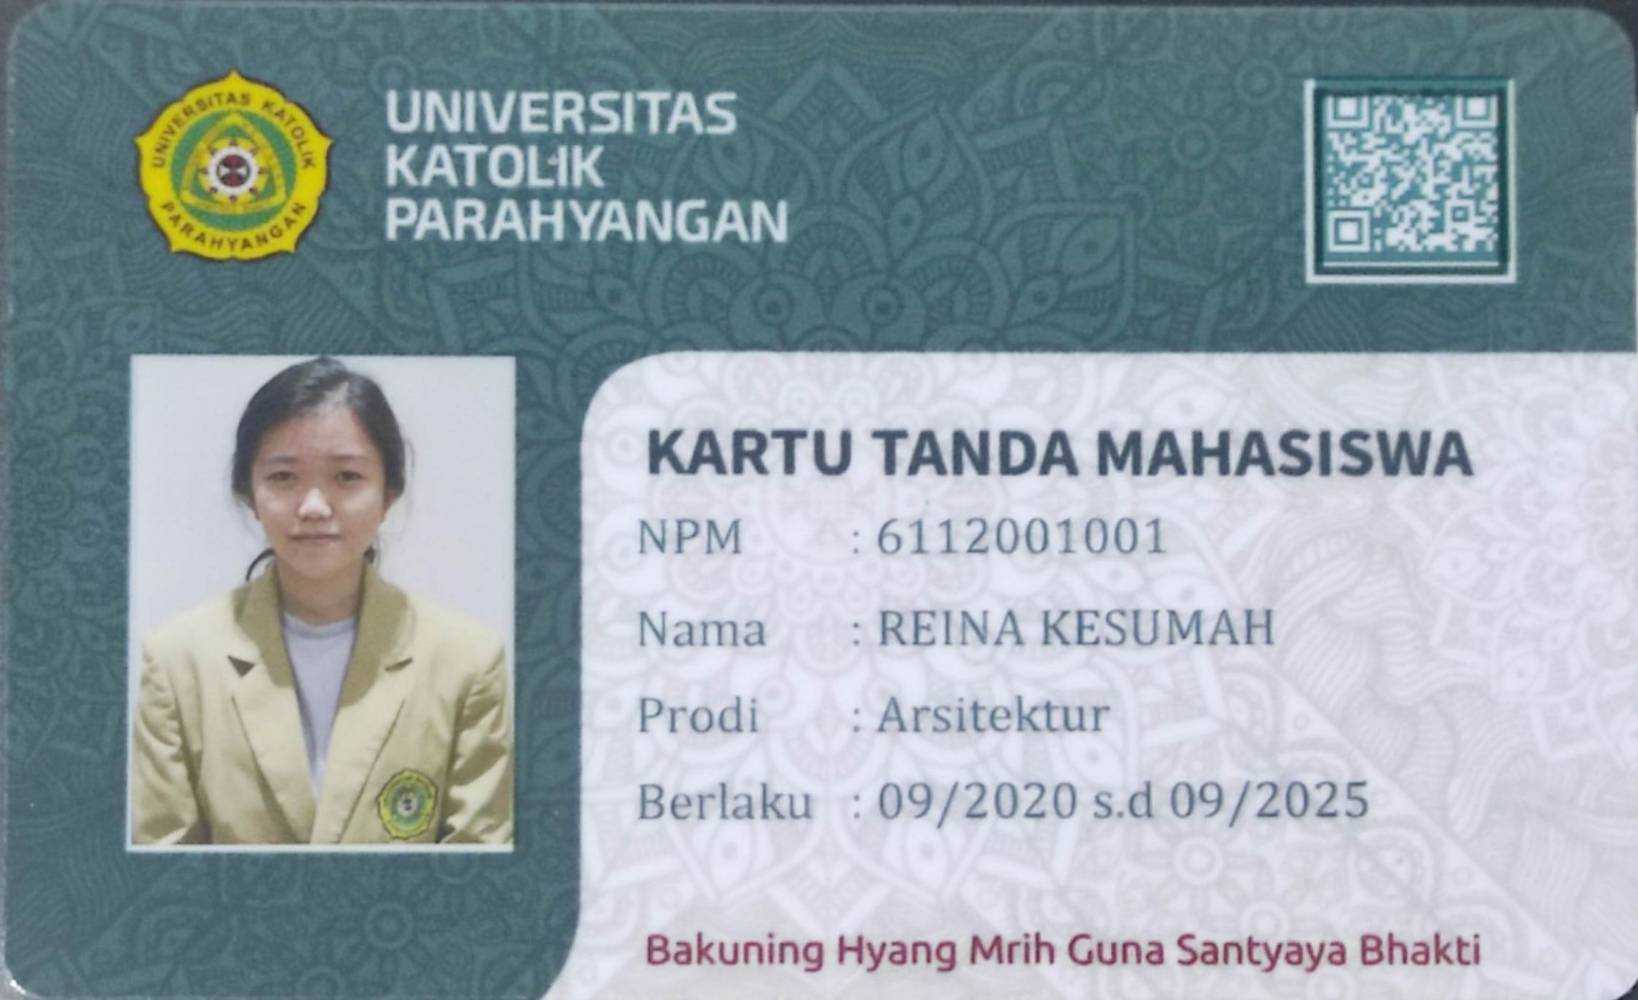 UNIVERSITAS KATOLIK
PARAHYANGAN
UNIVERSITAS
KATOLIK
PARAHYANGAN
KARTU TANDA MAHASISWA
NPM : 6112001001
Nama : REINA KESUMAH
Prodi : Arsitektur
Berlaku : 09/2020 s.d 09/2025
Bakuning Hyang Mrih Guna Santyaya Bhakti